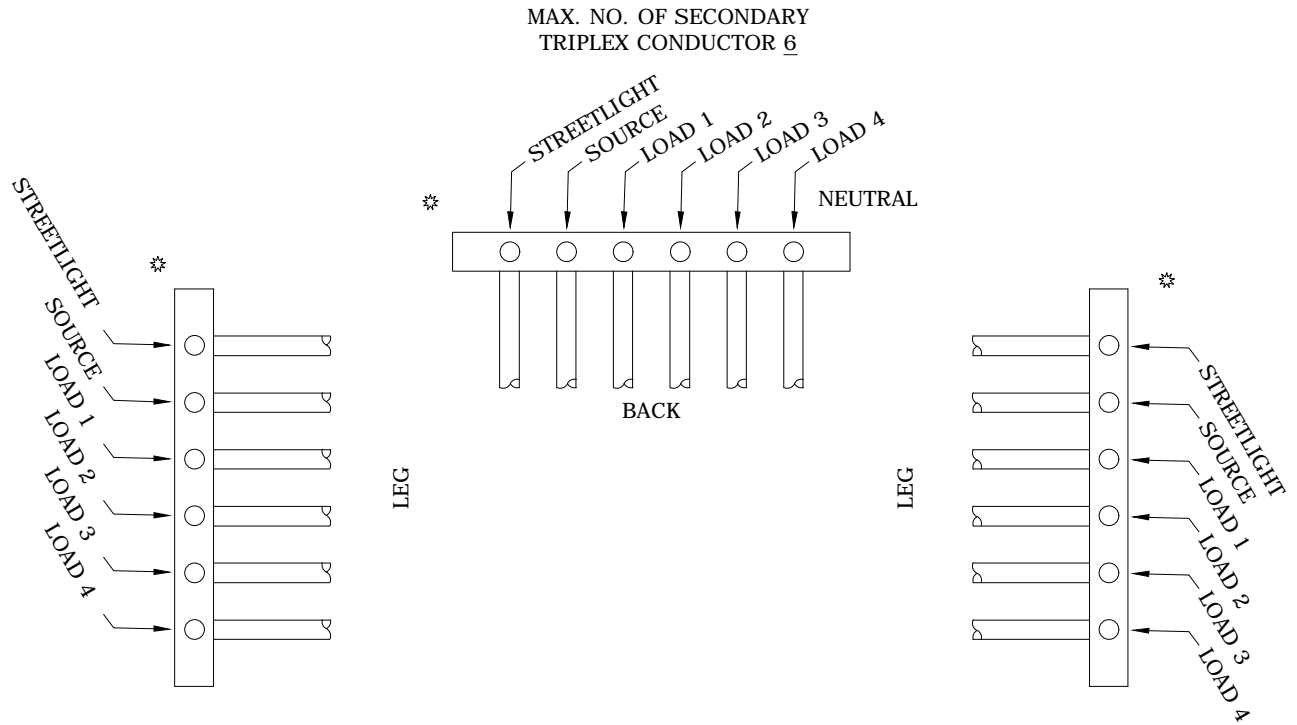 MAX. NO. OF SECONDARY
TRIPLEX CONDUCTOR 6
STREETLIGHT
SOURCE
LOAD 1
LOAD 2
LOAD 3
LOAD 4
NEUTRAL
STREETLIGHT
SOURCE
LOAD 1
LOAD 2
LOAD 3
LOAD 4
BACK
LEG
LEG
STREETLIGHT
SOURCE
LOAD 1
LOAD 2
LOAD 3
LOAD 4